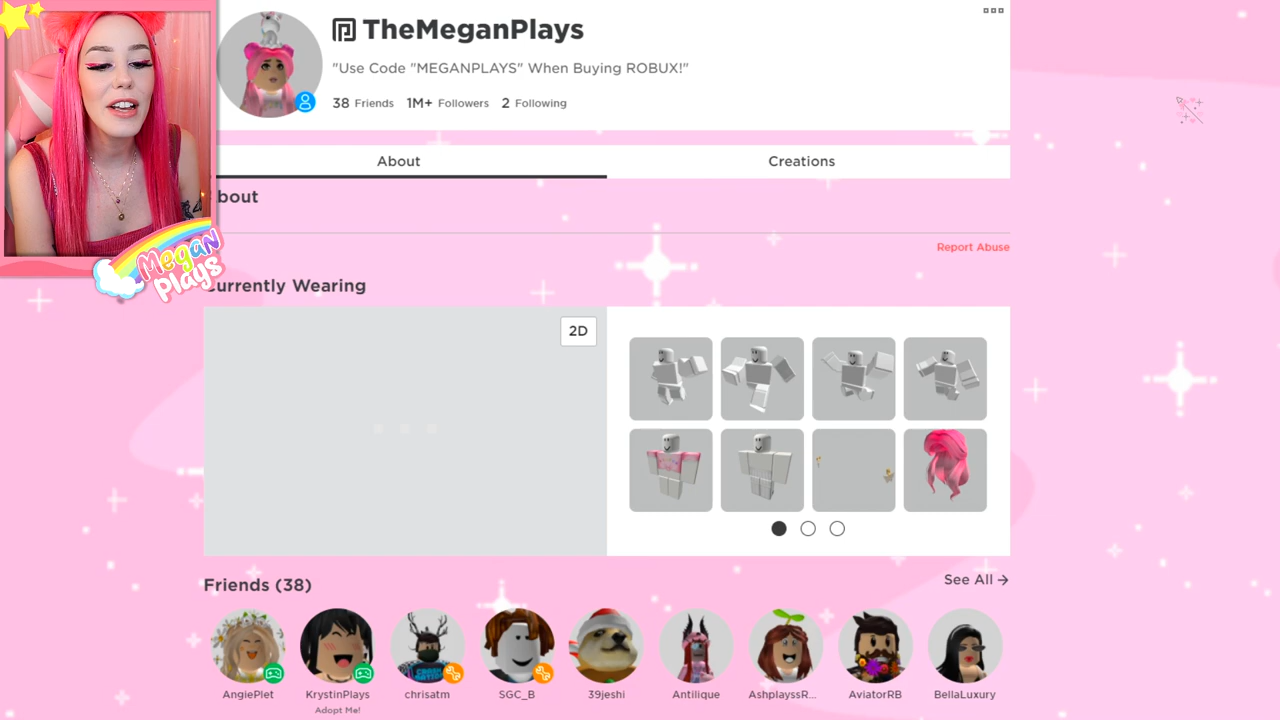 TheMeganPlays
"Use Code "MEGANPLAYS" When Buying ROBUX!"
38 Friends 1M+ Followers 2 Following
About Creations
bout
Report Abuse
MEGAN
Plays
urrently Wearing
2D
Friends (38)
See All →
AngiePlet KrystinPlays chrisatm SGC_B 39jeshi Antilique AshplayssR... AviatorRB BellaLuxury
Adopt Me!